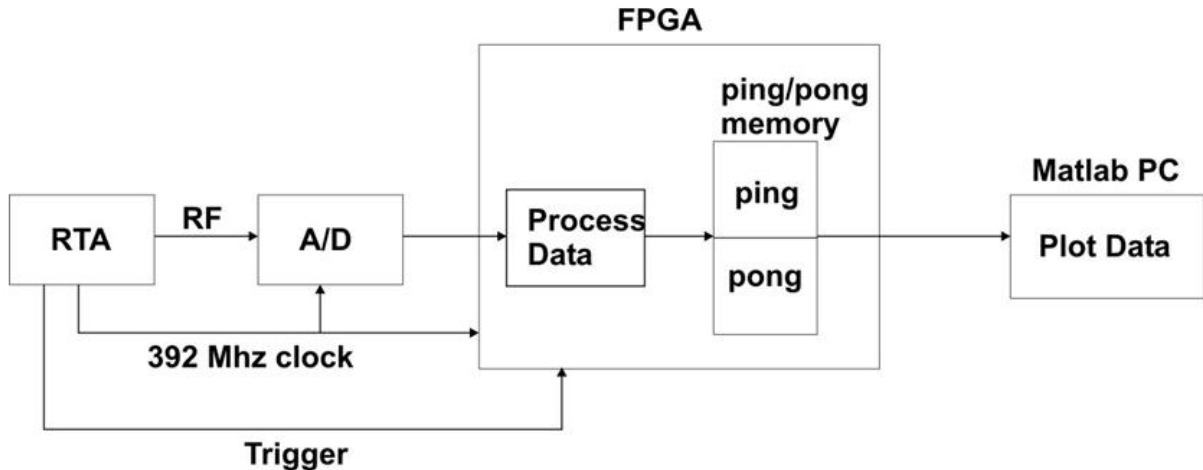 FPGA
ping/pong
memory
Matlab PC
RTA
RF
A/D
Process
Data
ping
pong
Plot Data
392 Mhz clock
Trigger